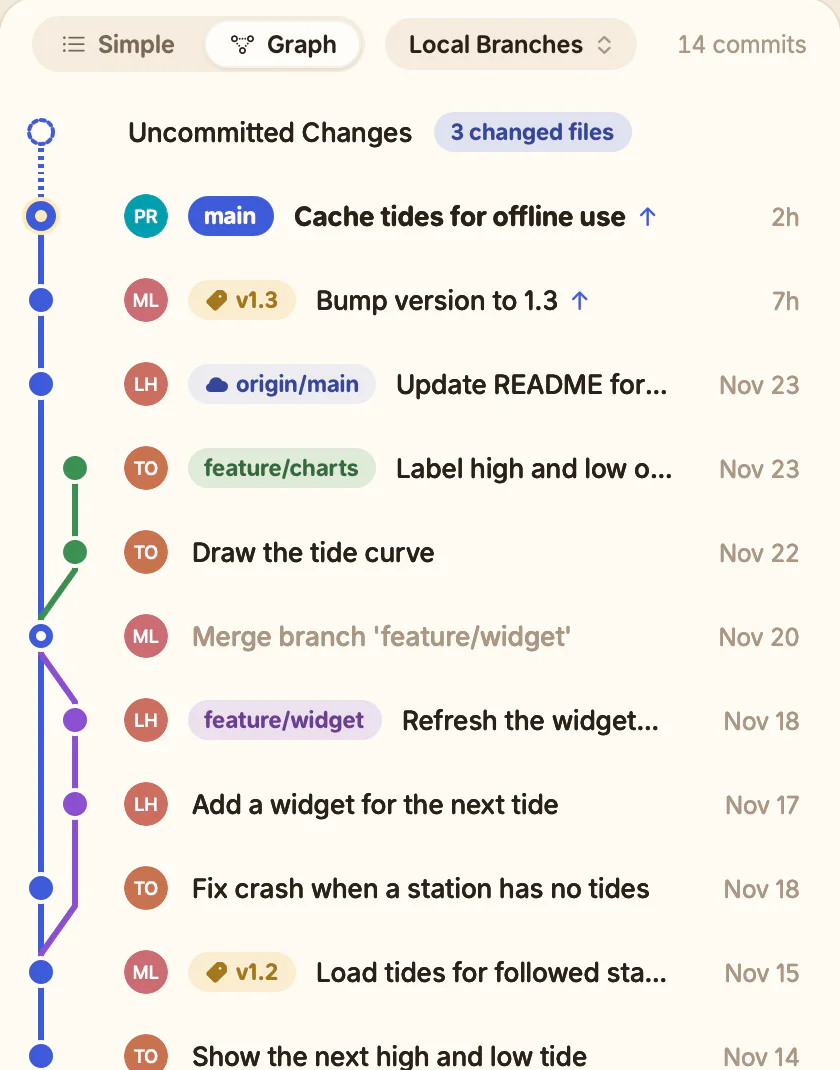 Simple Graph Local Branches 14 commits
Uncommitted Changes 3 changed files
PR main Cache tides for offline use ↑ 2h
ML v1.3 Bump version to 1.3 ↑ 7h
LH origin/main Update README for... Nov 23
TO feature/charts Label high and low o... Nov 23
TO Draw the tide curve Nov 22
ML Merge branch 'feature/widget' Nov 20
LH feature/widget Refresh the widget... Nov 18
LH Add a widget for the next tide Nov 17
TO Fix crash when a station has no tides Nov 18
ML v1.2 Load tides for followed sta... Nov 15
TO Show the next high and low tide Nov 14